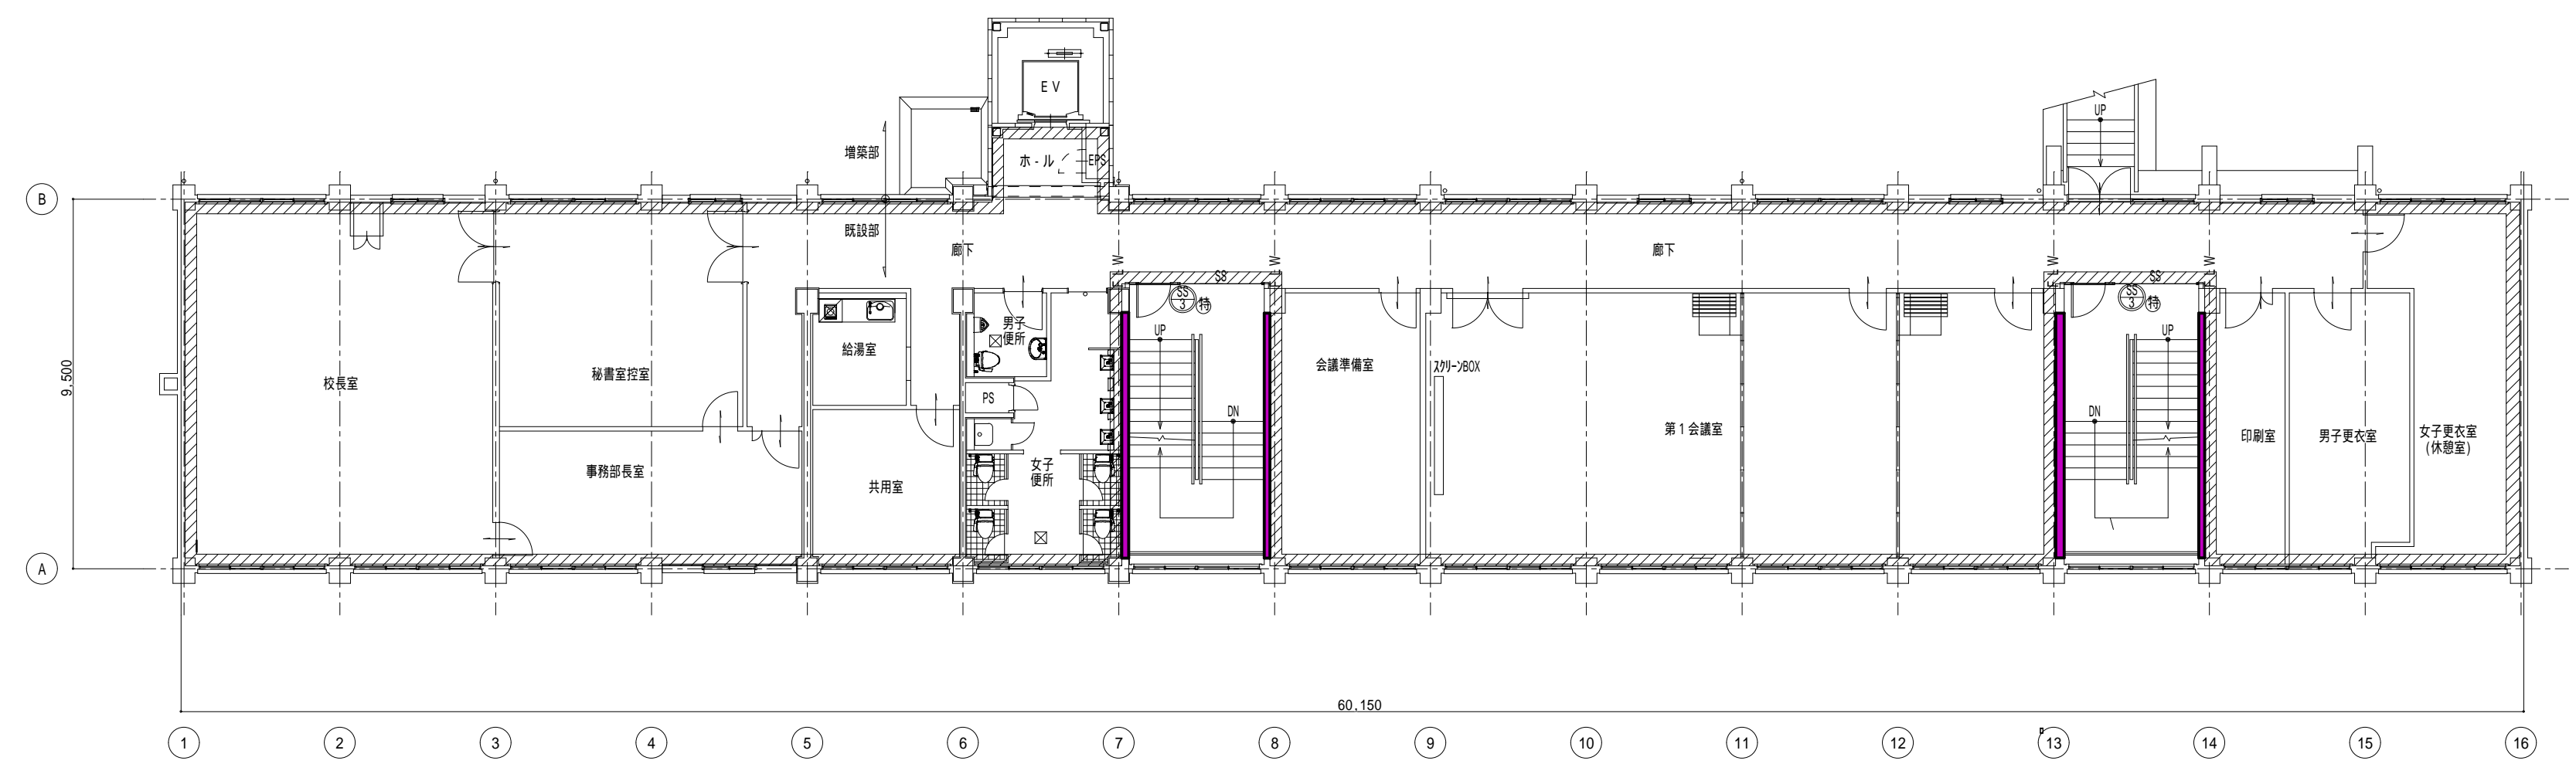 EV
増築部
ホ-ル
EPS
UP
B
既設部
廊下
廊下
W
W
W
W
SS
SS
SS
3
特
SS
3
特
男子
便所
UP
UP
給湯室
会議準備室
スクリーンBOX
9,500
校長室
秘書室控室
PS
DN
DN
第1会議室
印刷室
男子更衣室
女子更衣室
(休憩室)
事務部長室
女子
便所
共用室
A
60,150
1
2
3
4
5
6
7
8
9
10
11
12
13
14
15
16